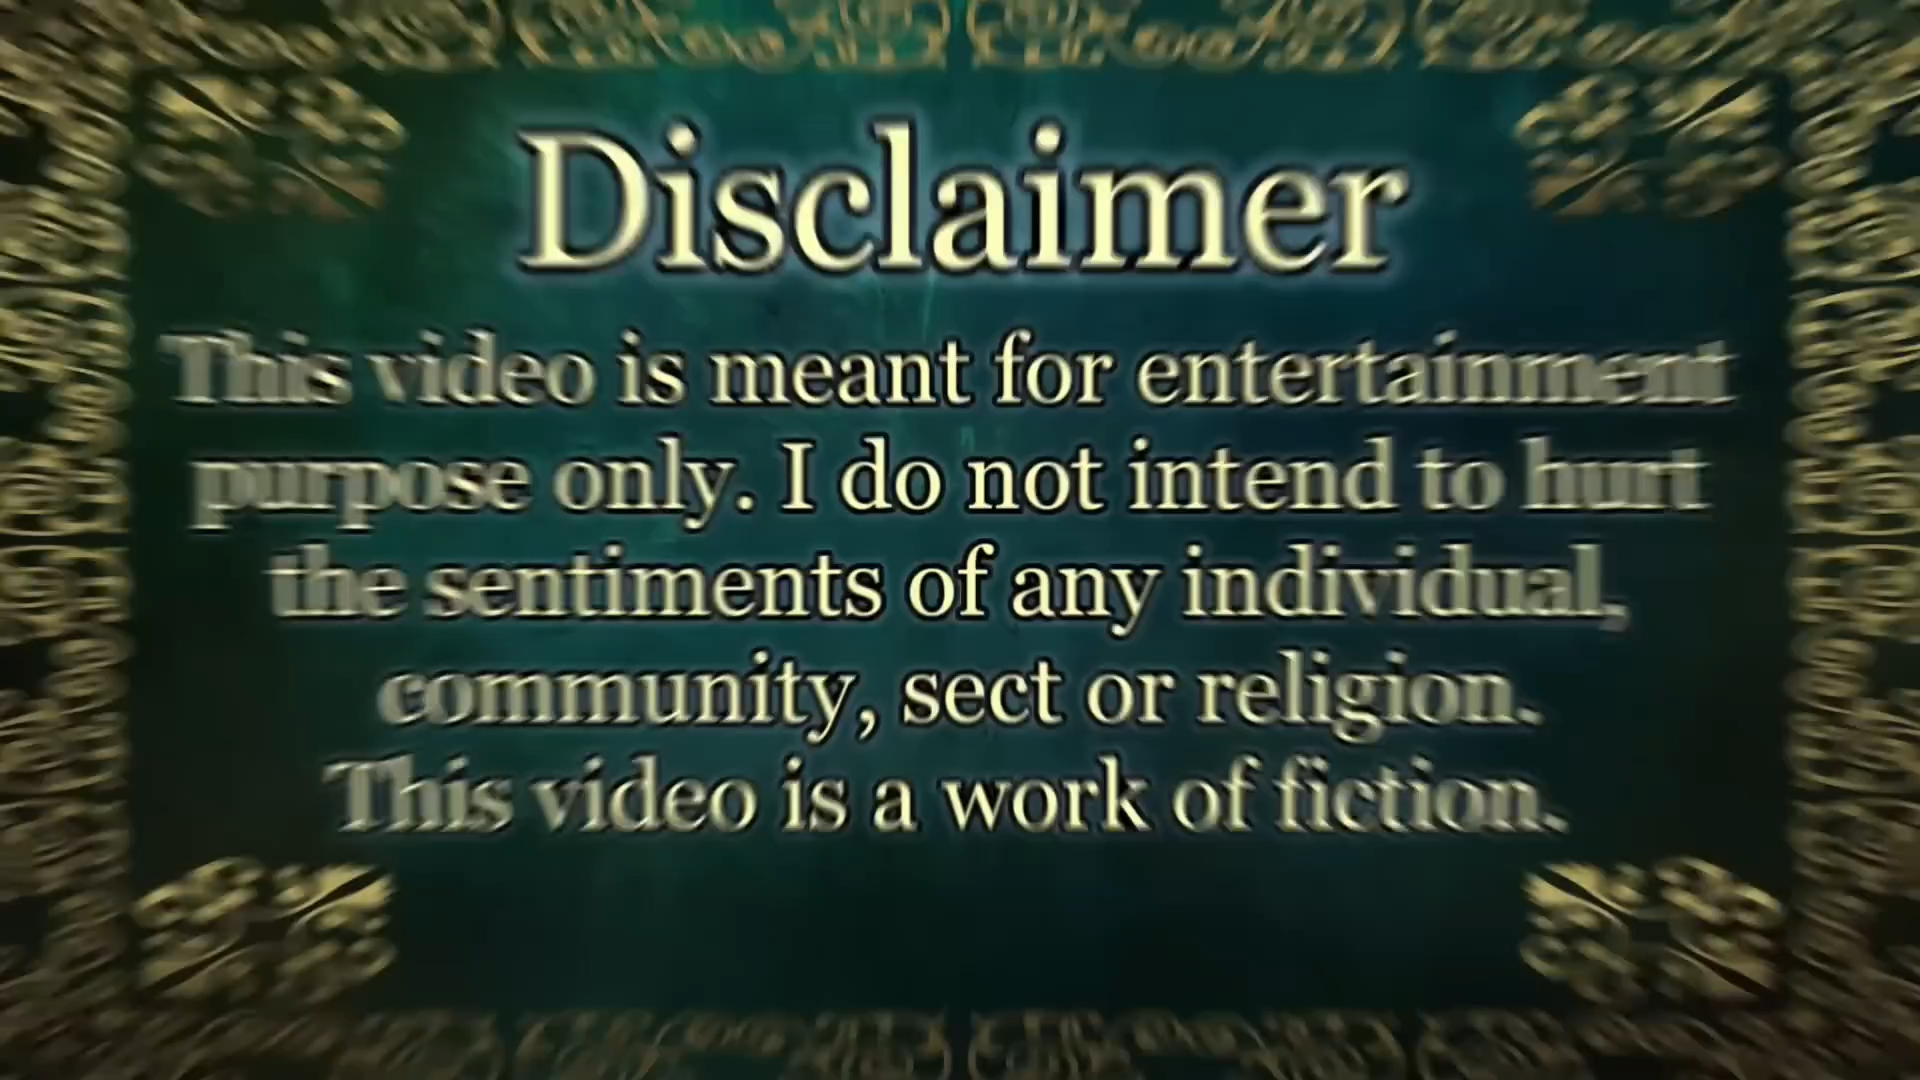 Disclaimer
This video is meant for entertainment
purpose only. I do not intend to hurt
the sentiments of any individual,
community, sect or religion.
This video is a work of fiction.